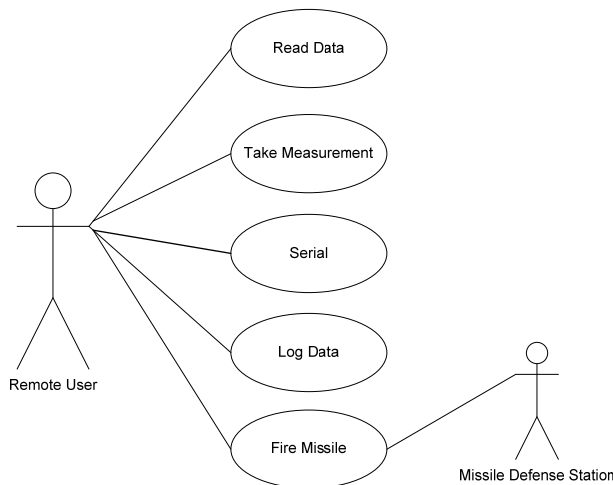 Read Data
Take Measurement
Serial
Log Data
Remote User
Fire Missile
Missile Defense Station